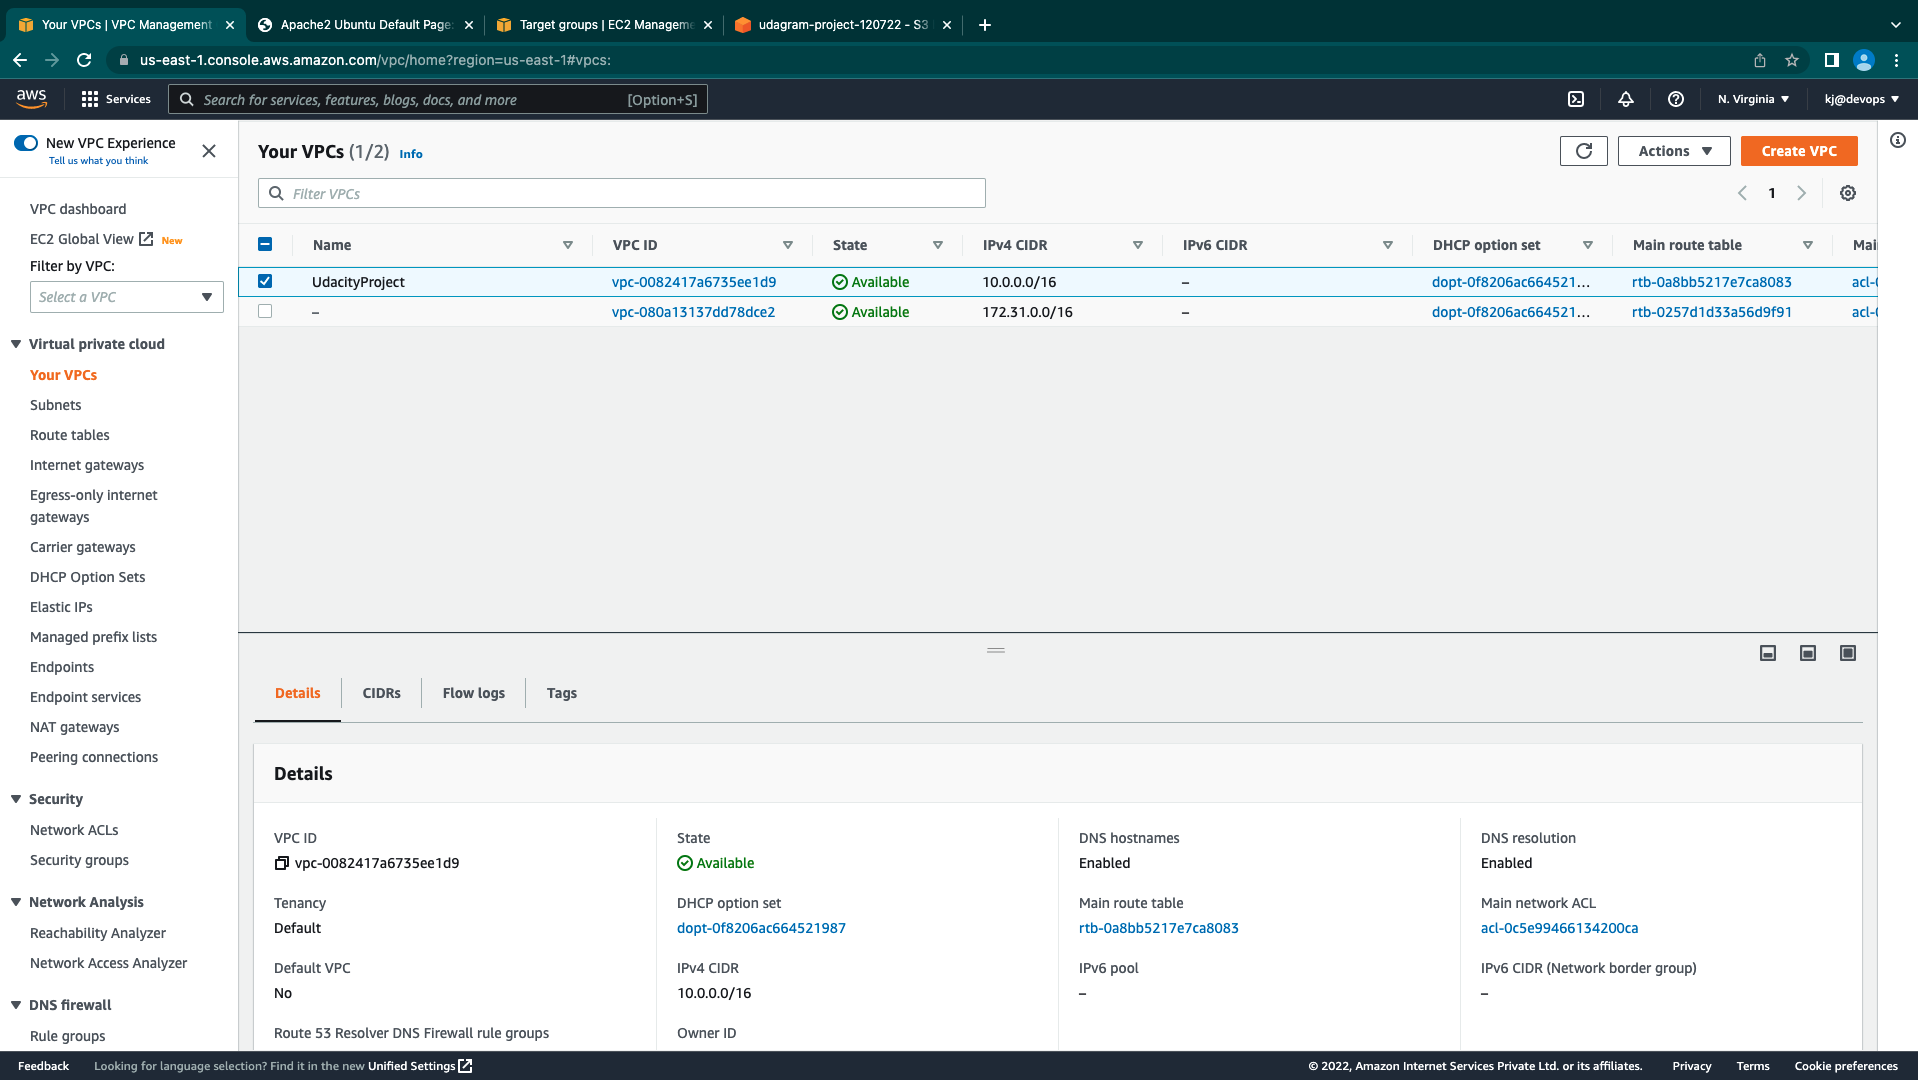 Your VPCs | VPC Management
Apache2 Ubuntu Default Page:
Target groups | EC2 Manageme
udagram-project-120722 - S3
us-east-1.console.aws.amazon.com/vpc/home?region=us-east-1#vpcs:
aws
Services
Search for services, features, blogs, docs, and more
[Option+S]
N. Virginia
kj@devops
New VPC Experience
Tell us what you think
VPC dashboard
EC2 Global View
New
Filter by VPC:
Select a VPC
Virtual private cloud
Your VPCs
Subnets
Route tables
Internet gateways
Egress-only internet
gateways
Carrier gateways
DHCP Option Sets
Elastic IPs
Managed prefix lists
Endpoints
Endpoint services
NAT gateways
Peering connections
Security
Network ACLs
Security groups
Network Analysis
Reachability Analyzer
Network Access Analyzer
DNS firewall
Rule groups
Your VPCs (1/2) Info
Actions
Create VPC
Filter VPCs
1
Name VPC ID State IPv4 CIDR IPv6 CIDR DHCP option set Main route table Mai
UdacityProject vpc-0082417a6735ee1d9 Available 10.0.0.0/16 – dopt-0f8206ac664521... rtb-0a8bb5217e7ca8083 acl-0
– vpc-080a13137dd78dce2 Available 172.31.0.0/16 – dopt-0f8206ac664521... rtb-0257d1d33a56d9f91 acl-0
Details CIDRs Flow logs Tags
Details
VPC ID
vpc-0082417a6735ee1d9
State
Available
DNS hostnames
Enabled
DNS resolution
Enabled
Tenancy
Default
DHCP option set
dopt-0f8206ac664521987
Main route table
rtb-0a8bb5217e7ca8083
Main network ACL
acl-0c5e99466134200ca
Default VPC
No
IPv4 CIDR
10.0.0.0/16
IPv6 pool
–
IPv6 CIDR (Network border group)
–
Route 53 Resolver DNS Firewall rule groups
Owner ID
Feedback
Looking for language selection? Find it in the new Unified Settings
© 2022, Amazon Internet Services Private Ltd. or its affiliates.
Privacy
Terms
Cookie preferences